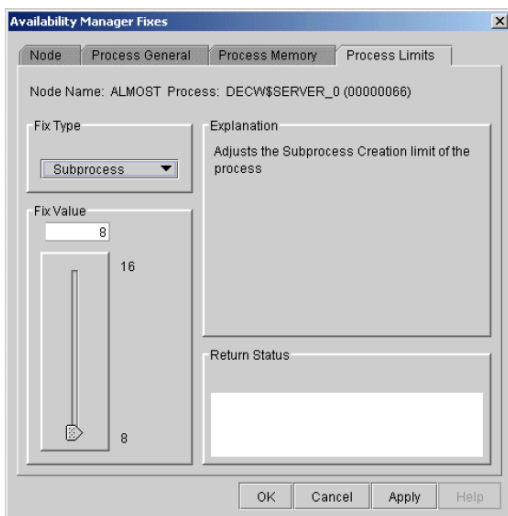 Availability Manager Fixes
Node Process General Process Memory Process Limits
Node Name: ALMOST Process: DECW$SERVER_0 (00000066)
Fix Type
Subprocess
Explanation
Adjusts the Subprocess Creation limit of the
process
Fix Value
8
16
8
Return Status
OK Cancel Apply Help